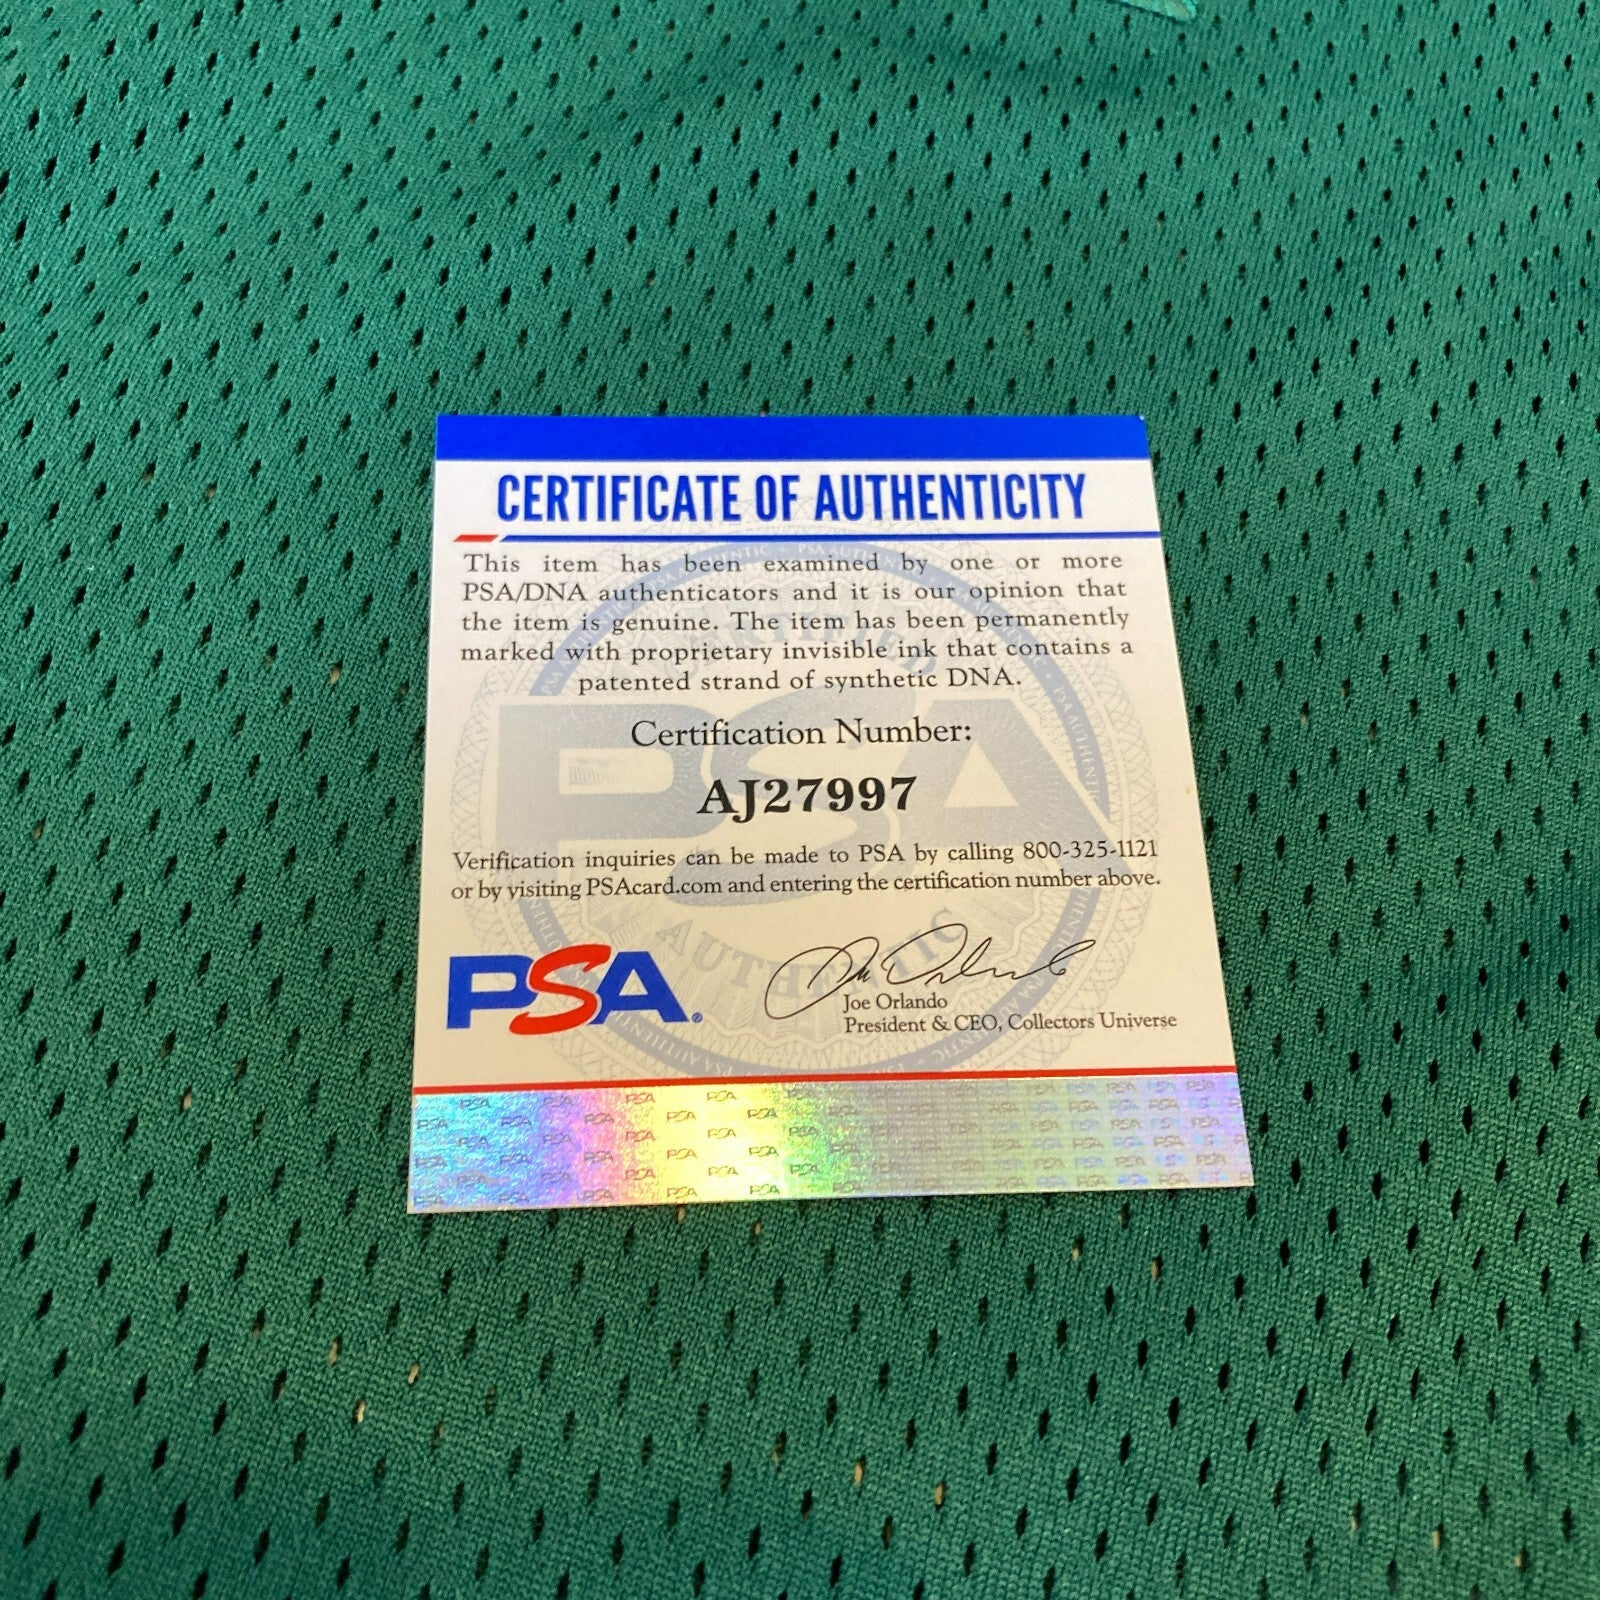 CERTIFICATE OF AUTHENTICITY
This item has been examined by one or more
PSA/DNA authenticators and it is our opinion that
the item is genuine. The item has been permanently
marked with proprietary invisible ink that contains a
patented strand of synthetic DNA.
Certification Number:
AJ27997
Verification inquiries can be made to PSA by calling 800-325-1121
or by visiting PSAcard.com and entering the certification number above.
PSA
Joe Orlando
President & CEO, Collectors Universe